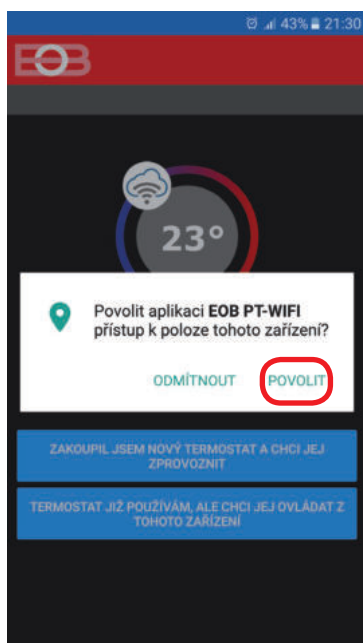 43% 21:30
EOB
23°
Povolit aplikaci EOB PT-WIFI
přístup k poloze tohoto zařízení?
ODMÍTNOUT POVOLIT
ZAKOUPIL JSEM NOVÝ TERMOSTAT A CHCI JEJ
ZPROVOZNIT
TERMOSTAT JIŽ POUŽÍVÁM, ALE CHCI JEJ OVLÁDAT Z
TOHOTO ZAŘÍZENÍ